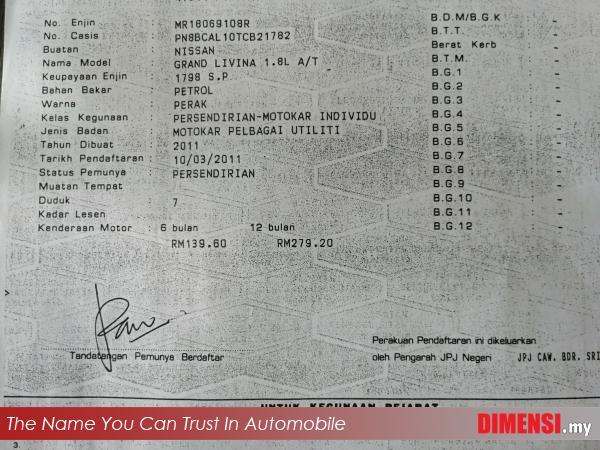 No. Enjin : MR18069108R
No. Casis : PN8BCAL10TCB21782
Buatan : NISSAN
Nama Model : GRAND LIVINA 1.8L A/T
Keupayaan Enjin : 1798 S.P
Bahan Bakar : PETROL
Warna : PERAK
Kelas Kegunaan : PERSENDIRIAN-MOTOKAR INDIVIDU
Jenis Badan : MOTOKAR PELBAGAI UTILITI
Tahun Dibuat : 2011
Tarikh Pendaftaran : 10/03/2011
Status Pemunya : PERSENDIRIAN
Muatan Tempat
Duduk : 7
Kadar Lesen
Kenderaan Motor : 6 bulan 12 bulan
RM139.60 RM279.20
B.D.M/B.G.K : -
B.T.T. : -
Berat Kerb : -
B.T.M. : -
B.G.1 : -
B.G.2 : -
B.G.3 : -
B.G.4 : -
B.G.5 : -
B.G.6 : -
B.G.7 : -
B.G.8 : -
B.G.9 : -
B.G.10 : -
B.G.11 : -
B.G.12 : -
Tandatangan Pemunya Berdaftar
Perakuan Pendaftaran ini dikeluarkan
oleh Pengarah JPJ Negeri JPJ CAW. BDR. SRI
UNTUK KEGUNAAN PEJABAT
The Name You Can Trust In Automobile
DIMENSI.my
3.